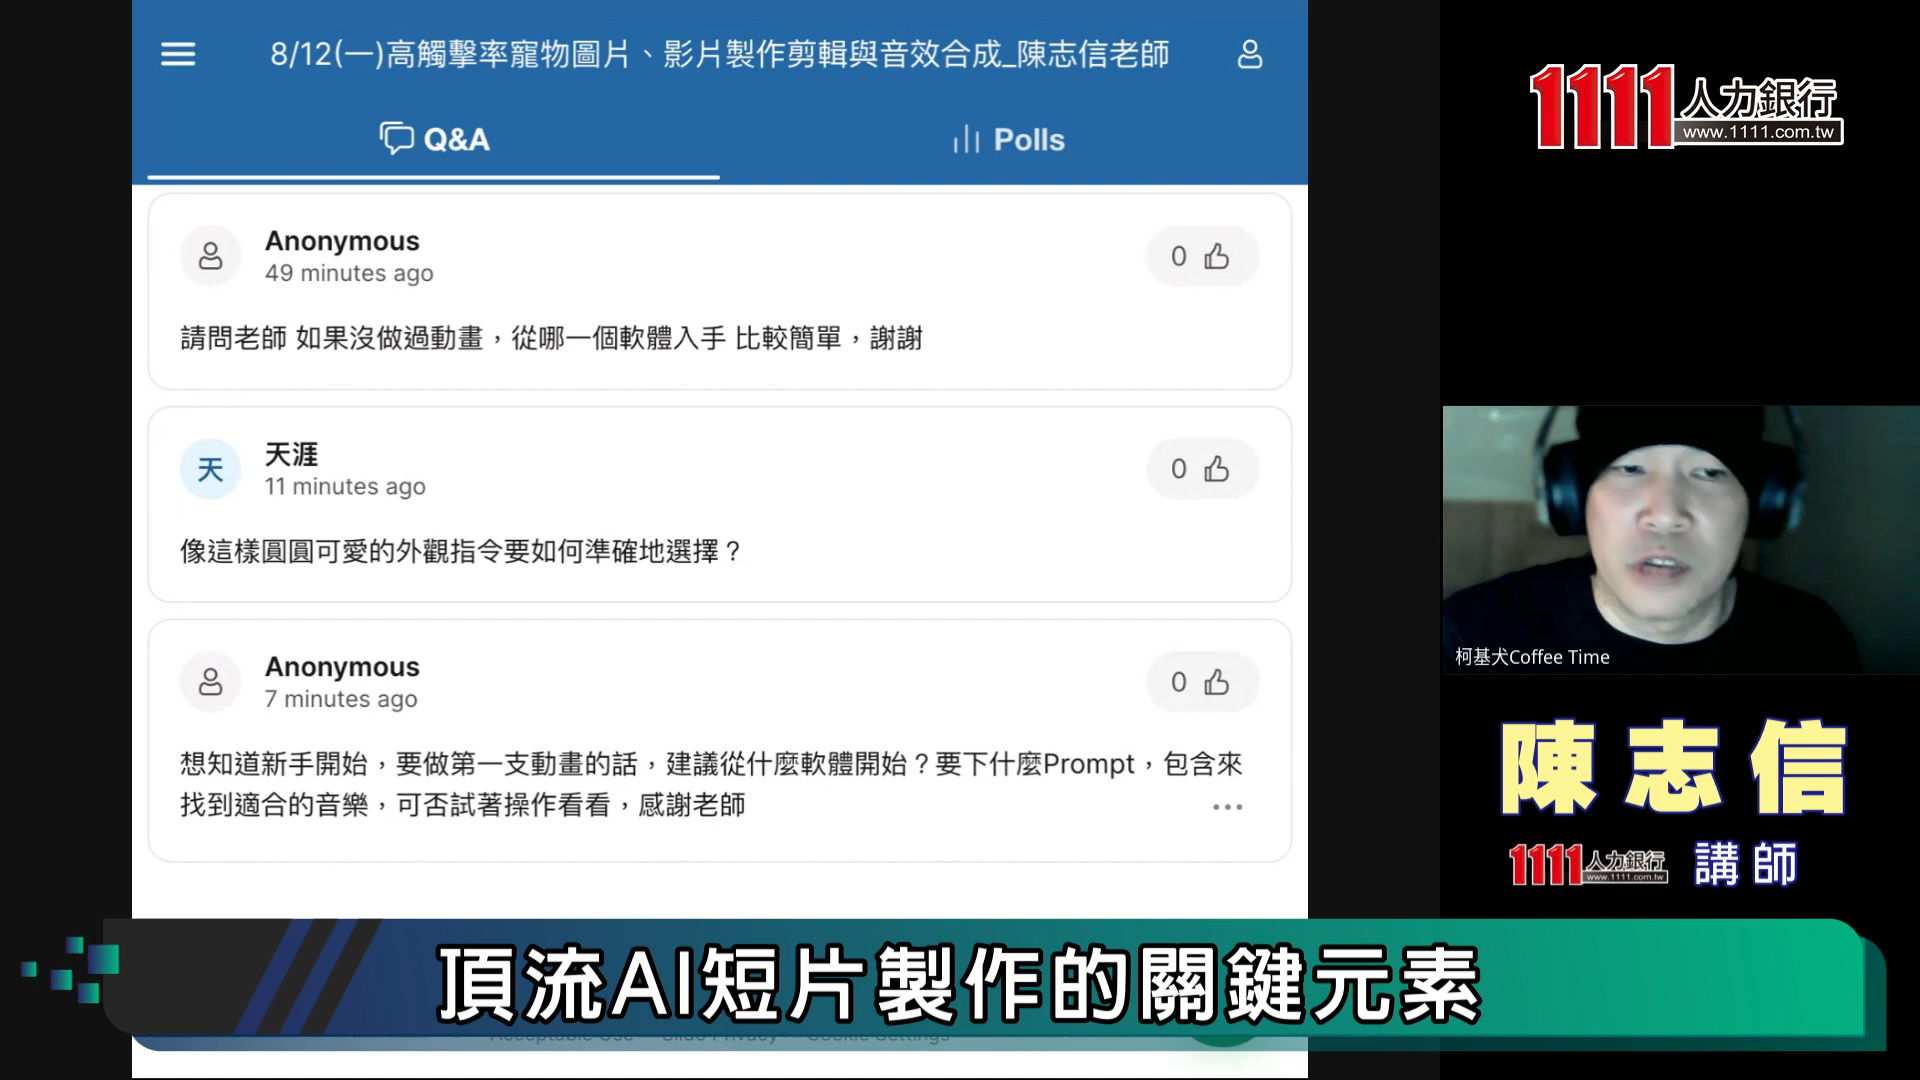 8/12(一)高觸擊率寵物圖片、影片製作剪輯與音效合成_陳志信老師
Q&A
Polls
Anonymous
49 minutes ago
0
請問老師 如果沒做過動畫，從哪一個軟體入手 比較簡單，謝謝
天
天涯
11 minutes ago
0
像這樣圓圓可愛的外觀指令要如何準確地選擇？
Anonymous
7 minutes ago
0
想知道新手開始，要做第一支動畫的話，建議從什麼軟體開始？要下什麼Prompt，包含來
找到適合的音樂，可否試著操作看看，感謝老師
1111人力銀行
www.1111.com.tw
柯基犬Coffee Time
陳志信
1111人力銀行
www.1111.com.tw
講師
頂流AI短片製作的關鍵元素